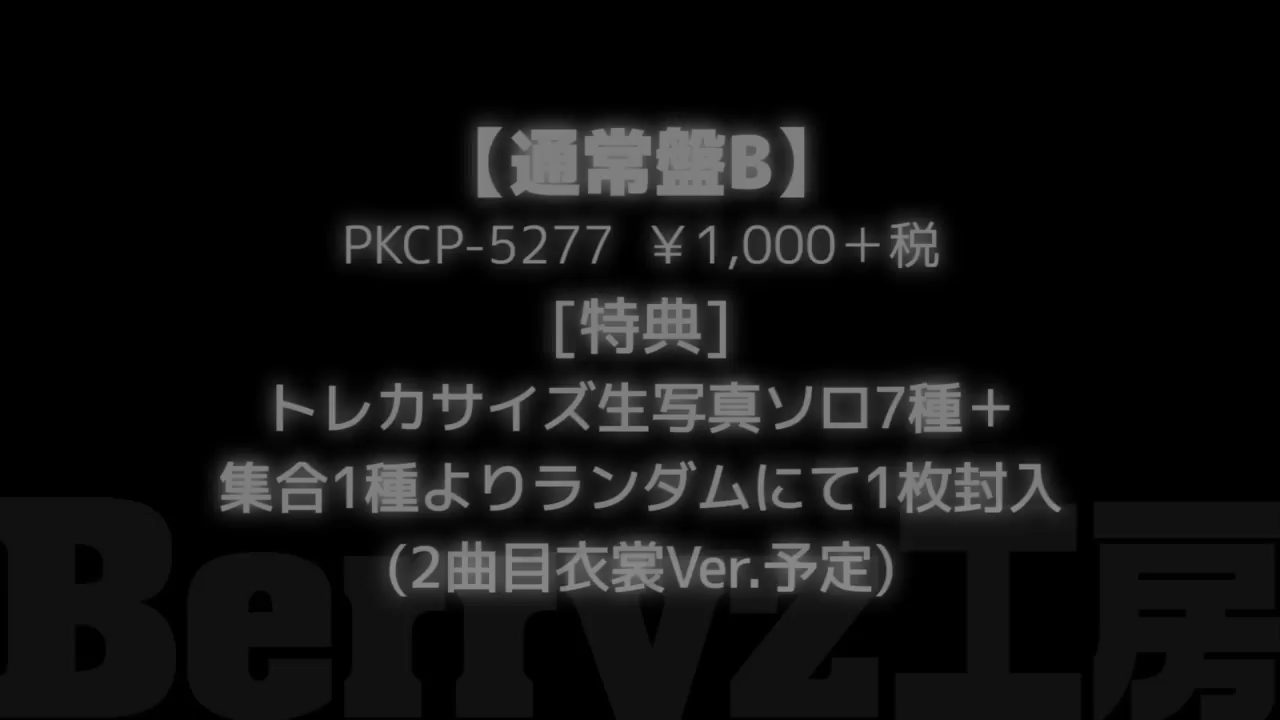 【通常盤B】
PKCP-5277 ￥1,000＋税
[特典]
トレカサイズ生写真ソロ7種＋
集合1種よりランダムにて1枚封入
(2曲目衣裳Ver.予定)
Berryz工房